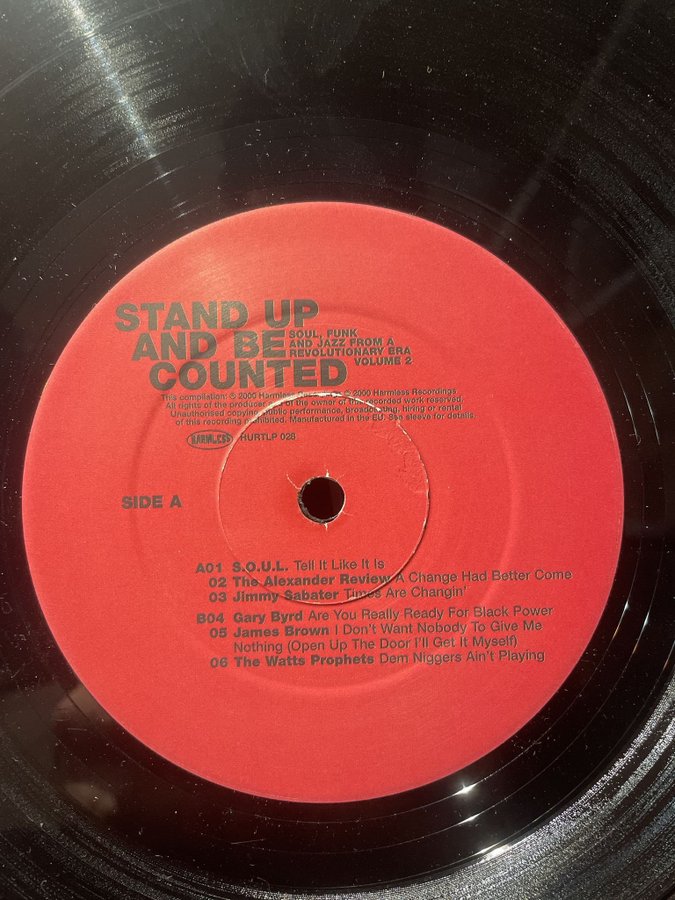 STAND UP
AND BE
COUNTED
SOUL, FUNK
AND JAZZ FROM A
REVOLUTIONARY ERA
VOLUME 2
This compilation: ℗ 2000 Harmless © 2000 Harmless Recordings
All rights of the producer of the owner of this recorded work reserved.
Unauthorised copying, public performance, broadcasting, hiring or rental
of this recording prohibited. Manufactured in the EU. See sleeve for details.
HARMLESS HURTLP 028
SIDE A
A01 S.O.U.L. Tell It Like It Is
02 The Alexander Review A Change Had Better Come
03 Jimmy Sabater Times Are Changin'
B04 Gary Byrd Are You Really Ready For Black Power
05 James Brown I Don't Want Nobody To Give Me
Nothing (Open Up The Door I'll Get It Myself)
06 The Watts Prophets Dem Niggers Ain't Playing